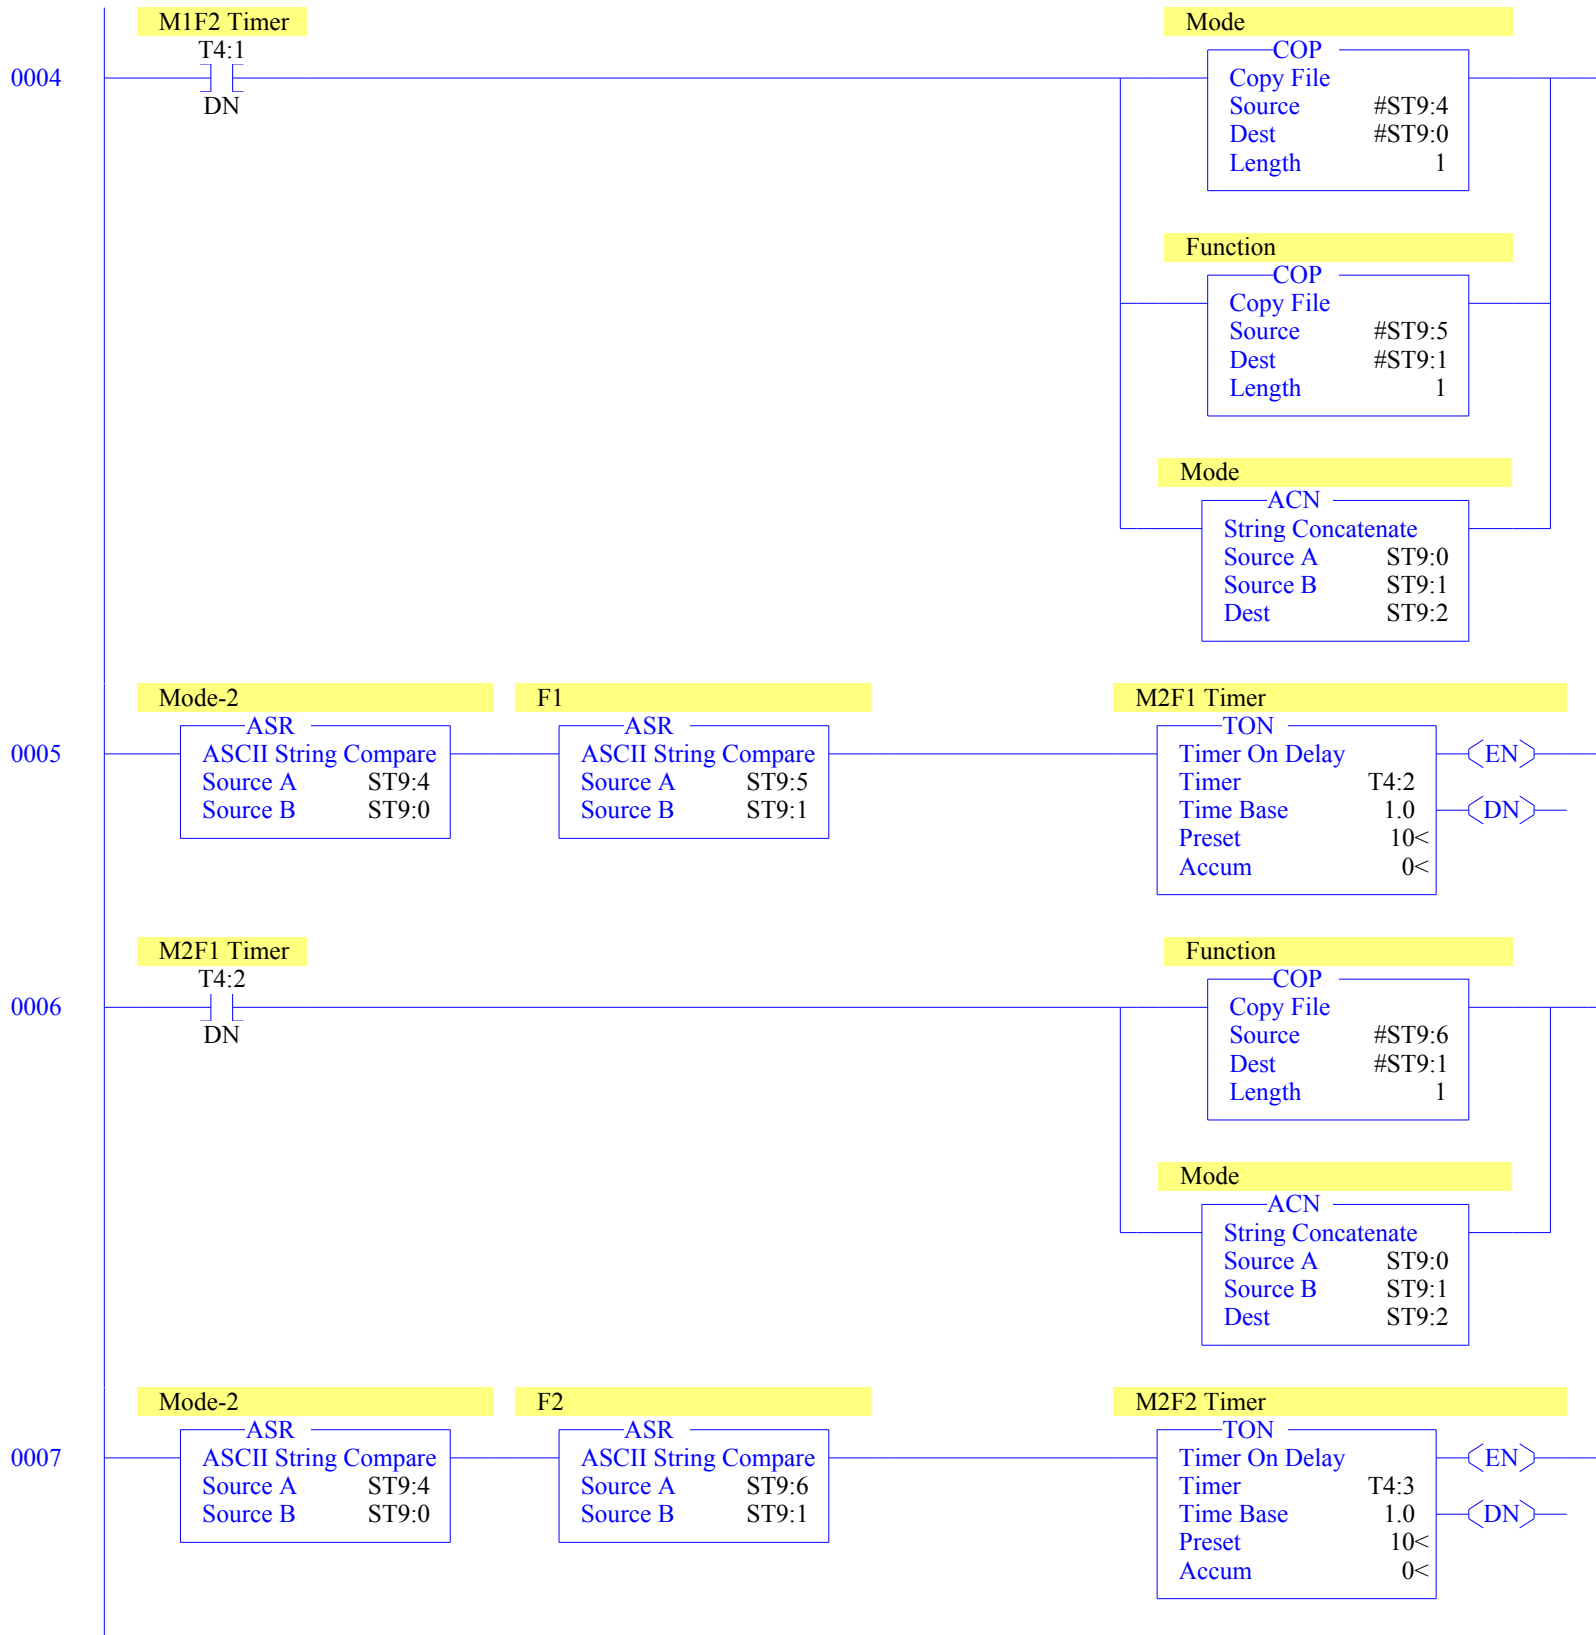 M1F2 Timer
T4:1
DN
0004
Mode
COP
Copy File
Source #ST9:4
Dest #ST9:0
Length 1
Function
COP
Copy File
Source #ST9:5
Dest #ST9:1
Length 1
Mode
ACN
String Concatenate
Source A ST9:0
Source B ST9:1
Dest ST9:2
0005
Mode-2
ASR
ASCII String Compare
Source A ST9:4
Source B ST9:0
F1
ASR
ASCII String Compare
Source A ST9:5
Source B ST9:1
M2F1 Timer
TON
Timer On Delay
Timer T4:2
Time Base 1.0
Preset 10<
Accum 0<
EN
DN
M2F1 Timer
T4:2
DN
0006
Function
COP
Copy File
Source #ST9:6
Dest #ST9:1
Length 1
Mode
ACN
String Concatenate
Source A ST9:0
Source B ST9:1
Dest ST9:2
0007
Mode-2
ASR
ASCII String Compare
Source A ST9:4
Source B ST9:0
F2
ASR
ASCII String Compare
Source A ST9:6
Source B ST9:1
M2F2 Timer
TON
Timer On Delay
Timer T4:3
Time Base 1.0
Preset 10<
Accum 0<
EN
DN